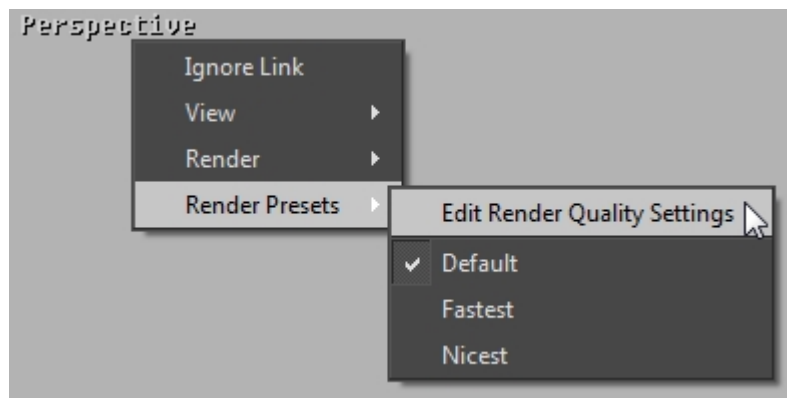 Perspective
Ignore Link
View
Render
Render Presets
Edit Render Quality Settings
Default
Fastest
Nicest